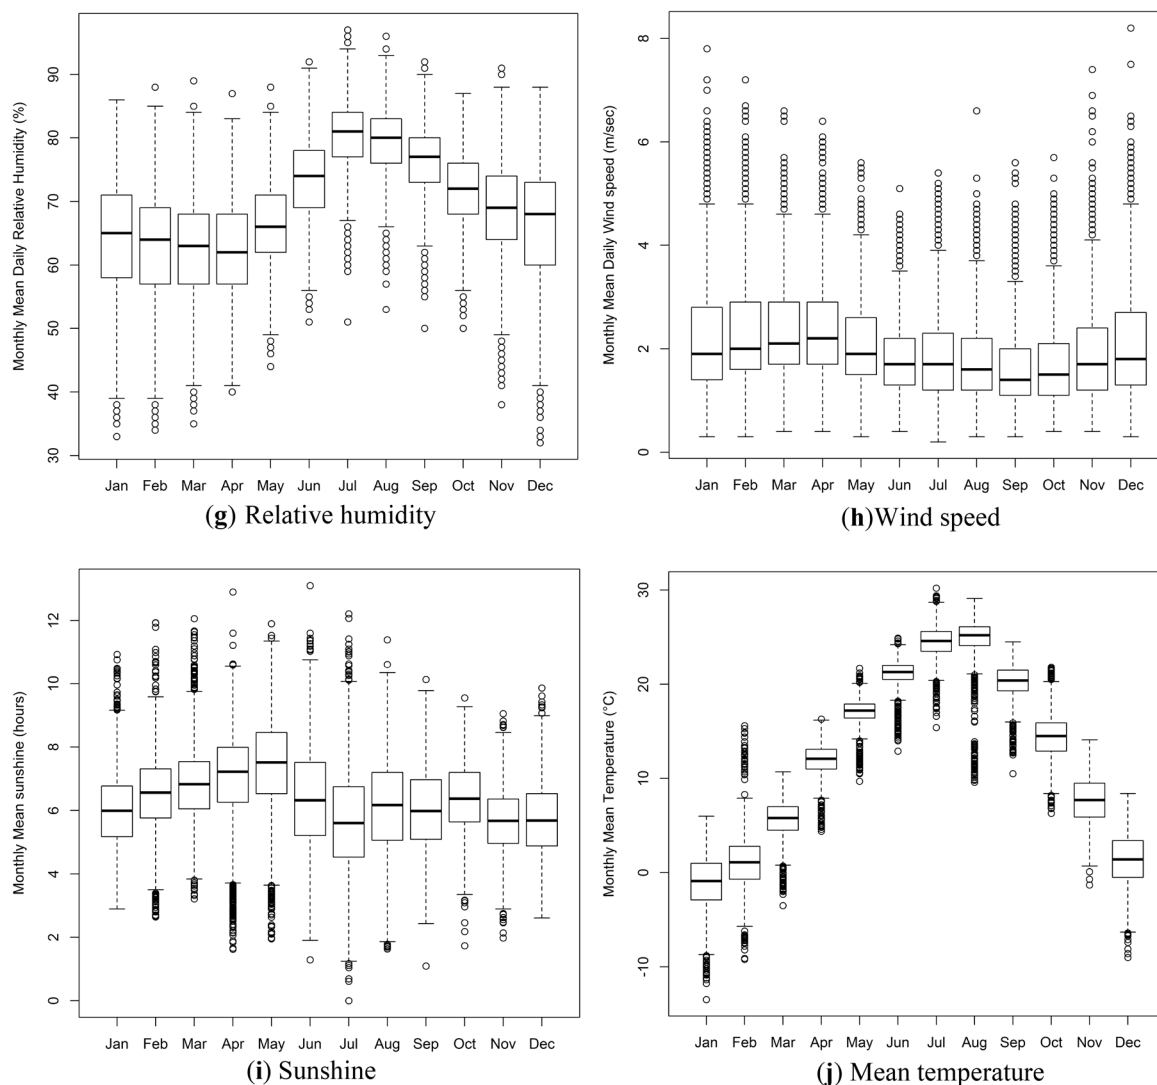 Monthly Mean Daily Relative Humidity (%)
90
80
70
60
50
40
30
Jan Feb Mar Apr May Jun Jul Aug Sep Oct Nov Dec
(g) Relative humidity
Monthly Mean Daily Wind speed (m/sec)
8
6
4
2
0
Jan Feb Mar Apr May Jun Jul Aug Sep Oct Nov Dec
(h)Wind speed
Monthly Mean sunshine (hours)
12
10
8
6
4
2
0
Jan Feb Mar Apr May Jun Jul Aug Sep Oct Nov Dec
(i) Sunshine
Monthly Mean Temperature (°C)
30
20
10
0
-10
Jan Feb Mar Apr May Jun Jul Aug Sep Oct Nov Dec
(j) Mean temperature